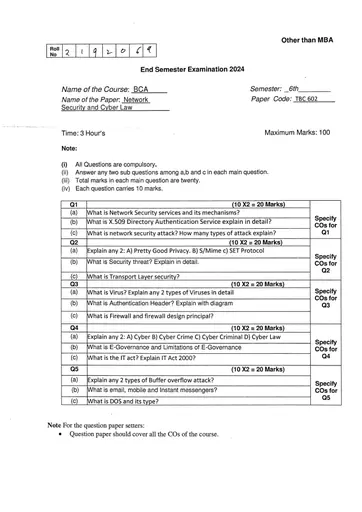 Other than MBA
Roll No 2 1 9 2 0 6 9
End Semester Examination 2024
Name of the Course: BCA Semester: _6th_
Name of the Paper: Network Paper Code: TBC 602
Security and Cyber Law
Time: 3 Hour's Maximum Marks: 100
Note:
(i) All Questions are compulsory.
(ii) Answer any two sub questions among a,b and c in each main question.
(iii) Total marks in each main question are twenty.
(iv) Each question carries 10 marks.
Q1 (10 X2 = 20 Marks) Specify COs for Q1
(a) What is Network Security services and its mechanisms?
(b) What is X.509 Directory Authentication Service explain in detail?
(c) What is network security attack? How many types of attack explain?
Q2 (10 X2 = 20 Marks) Specify COs for Q2
(a) Explain any 2: A) Pretty Good Privacy. B) S/Mime c) SET Protocol
(b) What is Security threat? Explain in detail.
(c) What is Transport Layer security?
Q3 (10 X2 = 20 Marks) Specify COs for Q3
(a) What is Virus? Explain any 2 types of Viruses in detail
(b) What is Authentication Header? Explain with diagram
(c) What is Firewall and firewall design principal?
Q4 (10 X2 = 20 Marks) Specify COs for Q4
(a) Explain any 2: A) Cyber B) Cyber Crime C) Cyber Criminal D) Cyber Law
(b) What is E-Governance and Limitations of E-Governance
(c) What is the IT act? Explain IT Act 2000?
Q5 (10 X2 = 20 Marks) Specify COs for Q5
(a) Explain any 2 types of Buffer overflow attack?
(b) What is email, mobile and Instant messengers?
(c) What is DOS and its type?
Note For the question paper setters:
• Question paper should cover all the COs of the course.